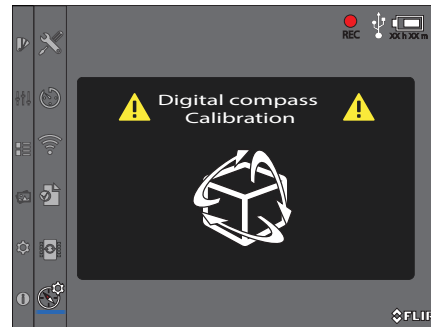 REC
XX h XX m
Digital compass
Calibration
FLIR